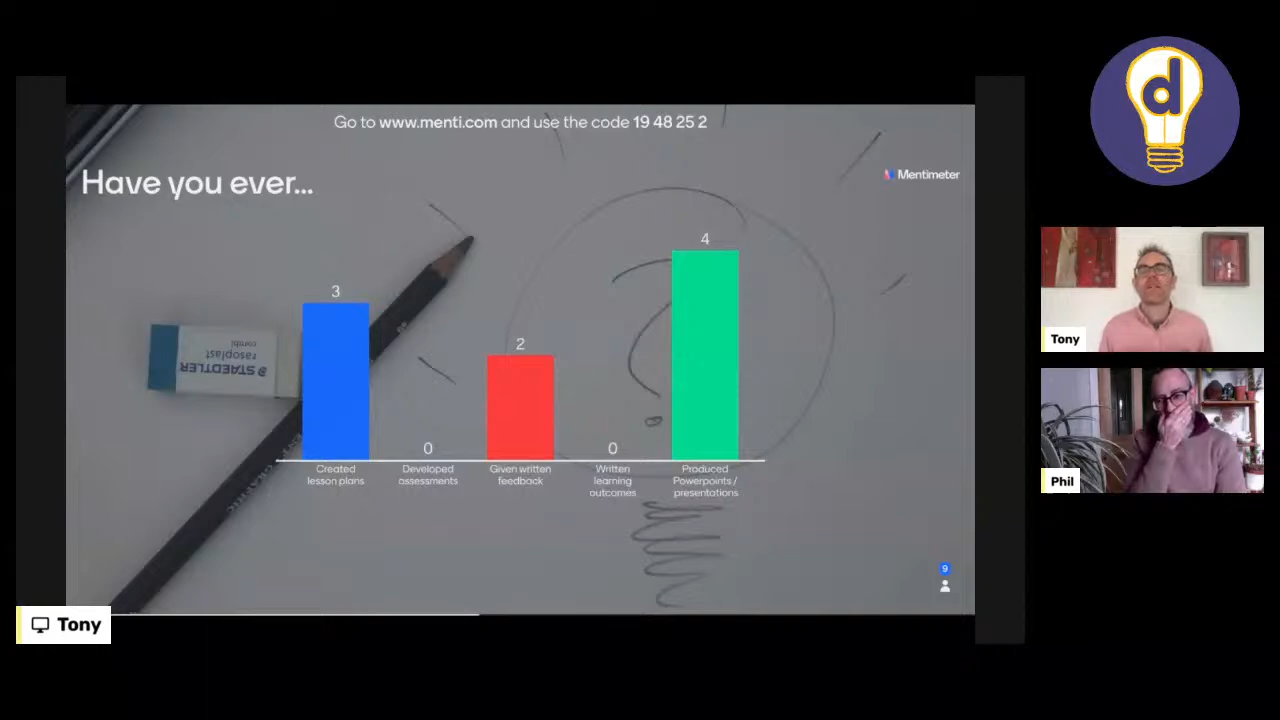 Go to www.menti.com and use the code 19 48 25 2
Have you ever...
Mentimeter
4
3
2
0
0
Created
lesson plans
Developed
assessments
Given written
feedback
Written
learning
outcomes
Produced
Powerpoints /
presentations
STAEDTLER
rasoplast
combi
9
Tony
d
Tony
Phil